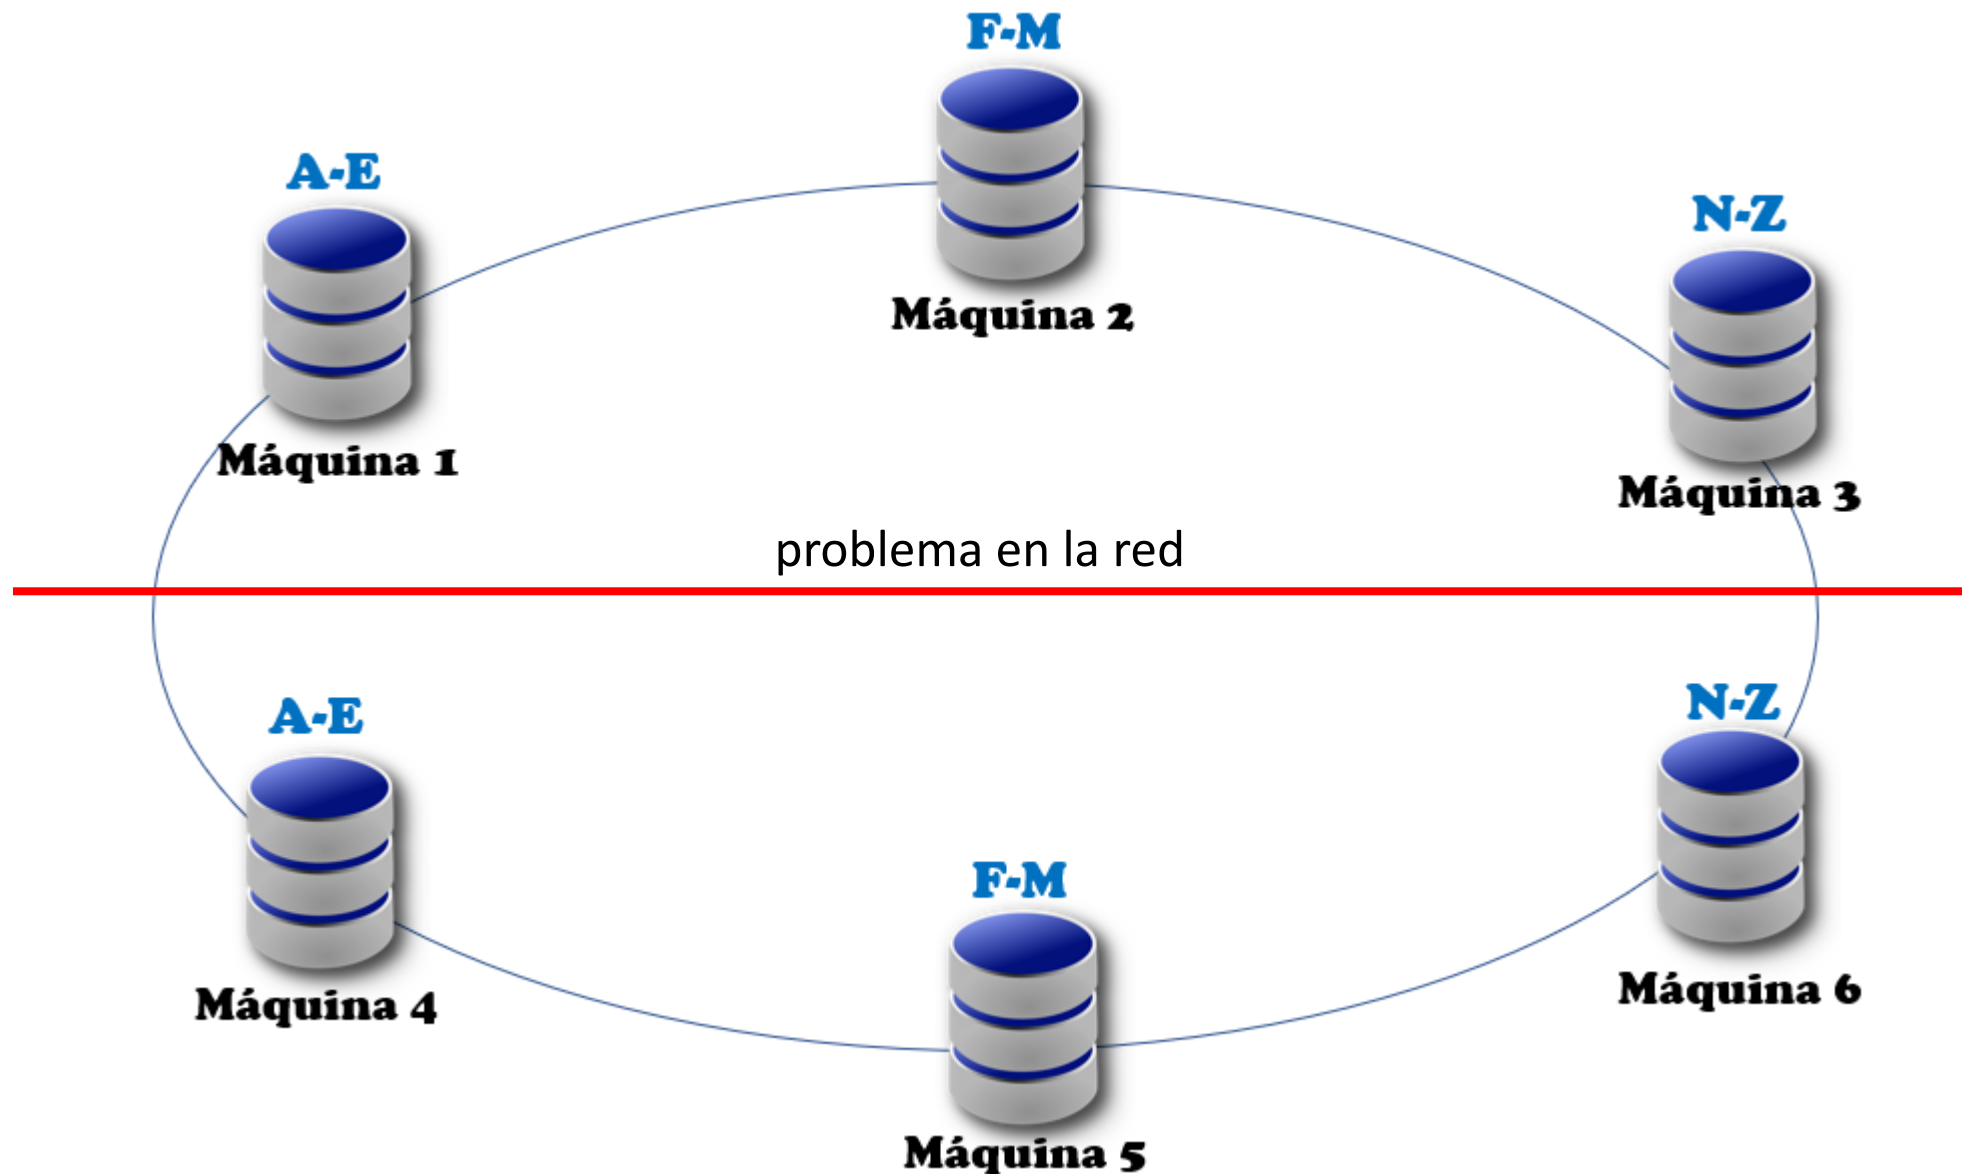 F-M
A-E
N-Z
Máquina 2
Máquina 1
Máquina 3
problema en la red
A-E
N-Z
F-M
Máquina 4
Máquina 6
Máquina 5